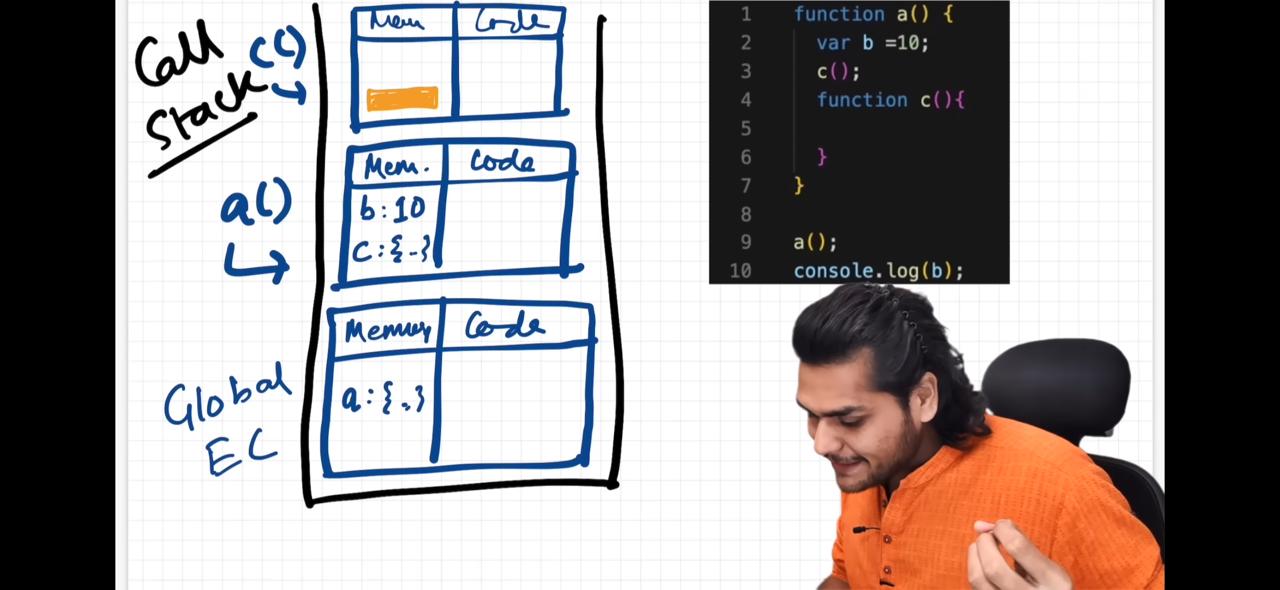 Call
Stack
c()
Mem
Code
a()
Mem.
Code
b:10
C:{-}
Global
EC
Memory
Code
a:{.}
1 function a() {
2 var b =10;
3 c();
4 function c(){
5
6 }
7 }
8
9 a();
10 console.log(b);